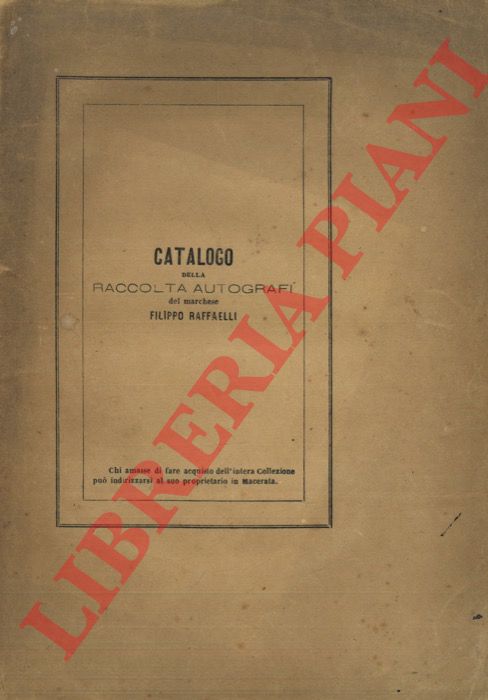 CATALOGO
DELLA
RACCOLTA AUTOGRAFI
del marchese
FILIPPO RAFFAELLI
Chi amasse di fare acquisto dell'intera Collezione
può indirizzarsi al suo proprietario in Macerata.
LIBRERIA PIANI